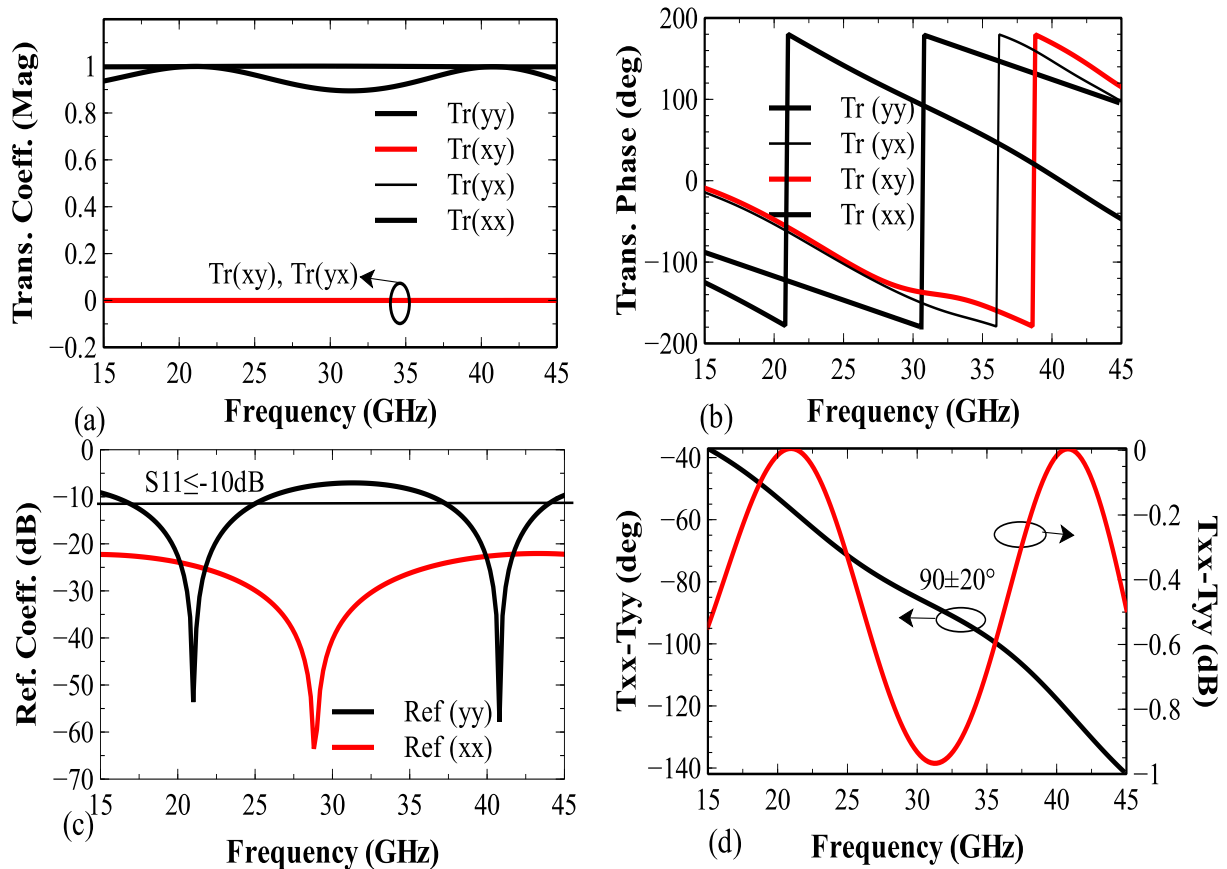 Trans. Coeff. (Mag)
1
0.8
0.6
0.4
0.2
0
−0.2
Tr(yy)
Tr(xy)
Tr(yx)
Tr(xx)
Tr(xy), Tr(yx)
15 20 25 30 35 40 45
Frequency (GHz)
(a)
Trans. Phase (deg)
200
100
0
−100
−200
Tr (yy)
Tr (yx)
Tr (xy)
Tr (xx)
15 20 25 30 35 40 45
Frequency (GHz)
(b)
Ref. Coeff. (dB)
0
−10
−20
−30
−40
−50
−60
−70
S11≤-10dB
Ref (yy)
Ref (xx)
15 20 25 30 35 40 45
Frequency (GHz)
(c)
Txx-Tyy (deg)
−40
−60
−80
−100
−120
−140
90±20°
0
−0.2
−0.4
−0.6
−0.8
−1
Txx-Tyy (dB)
15 20 25 30 35 40 45
Frequency (GHz)
(d)